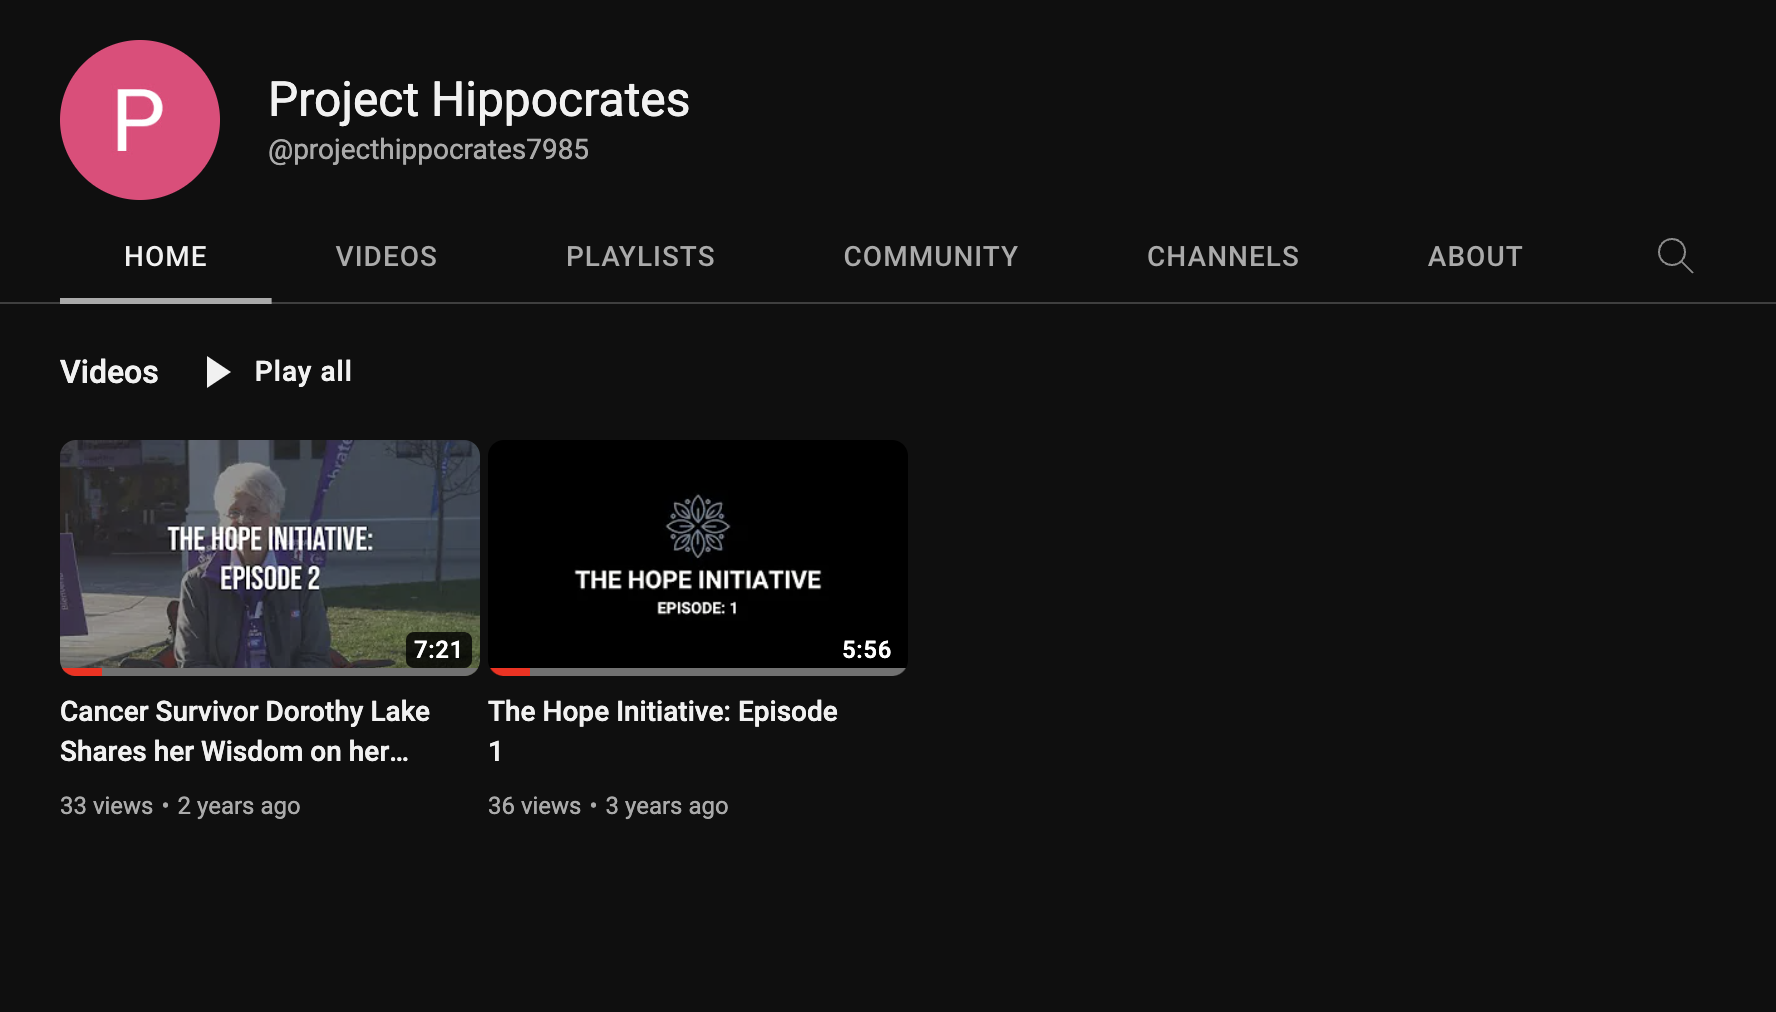 P
Project Hippocrates
@projecthippocrates7985
HOME VIDEOS PLAYLISTS COMMUNITY CHANNELS ABOUT
Videos Play all
THE HOPE INITIATIVE:
EPISODE 2
7:21
THE HOPE INITIATIVE
EPISODE: 1
5:56
Cancer Survivor Dorothy Lake
Shares her Wisdom on her...
33 views • 2 years ago
The Hope Initiative: Episode
1
36 views • 3 years ago